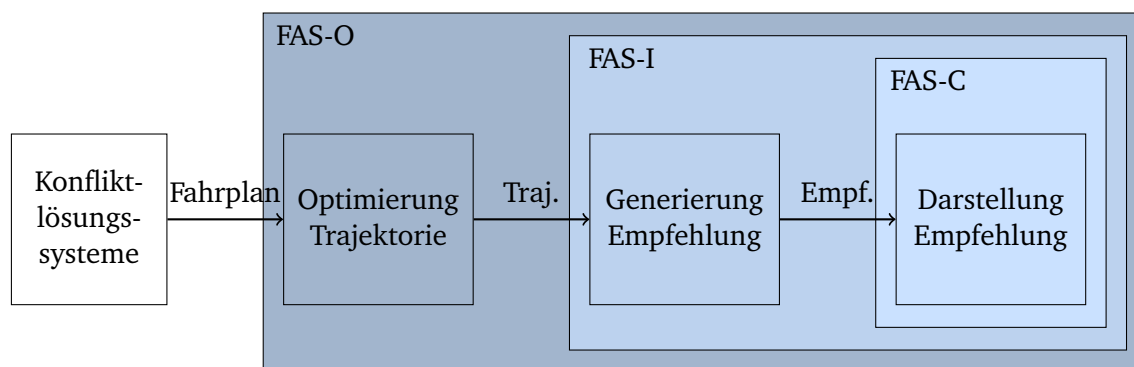 FAS-O
FAS-I
FAS-C
Konflikt-
lösungs-
systeme
Fahrplan
Optimierung
Trajektorie
Traj.
Generierung
Empfehlung
Empf.
Darstellung
Empfehlung